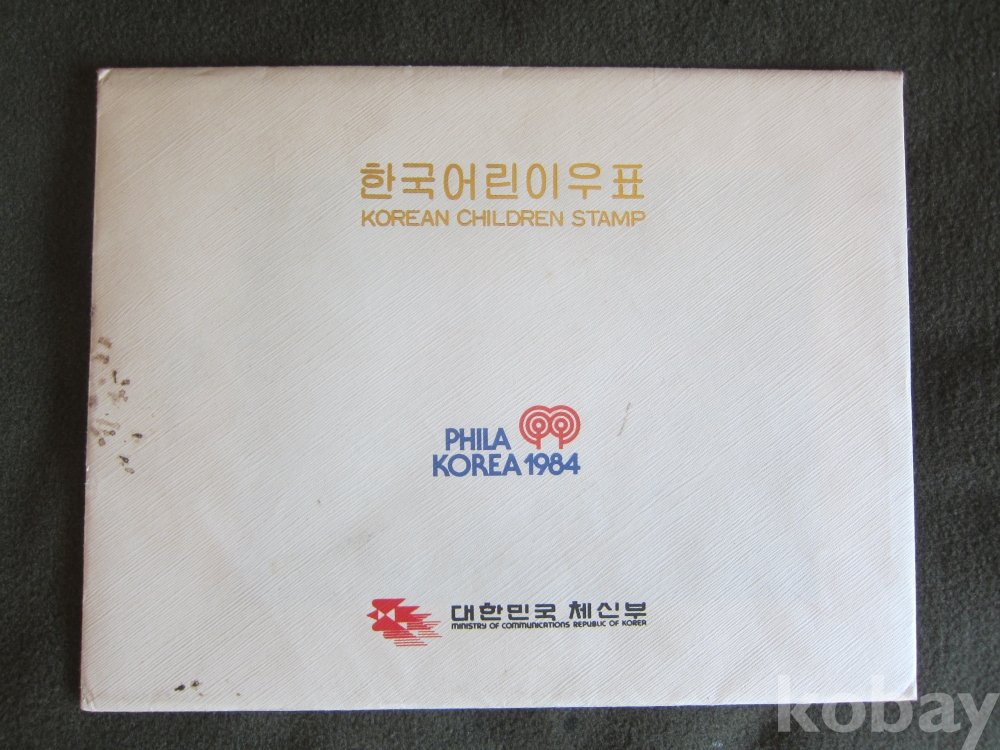 한국어린이우표
KOREAN CHILDREN STAMP
PHILA
KOREA 1984
대한민국 체신부
MINISTRY OF COMMUNICATIONS REPUBLIC OF KOREA
kobay